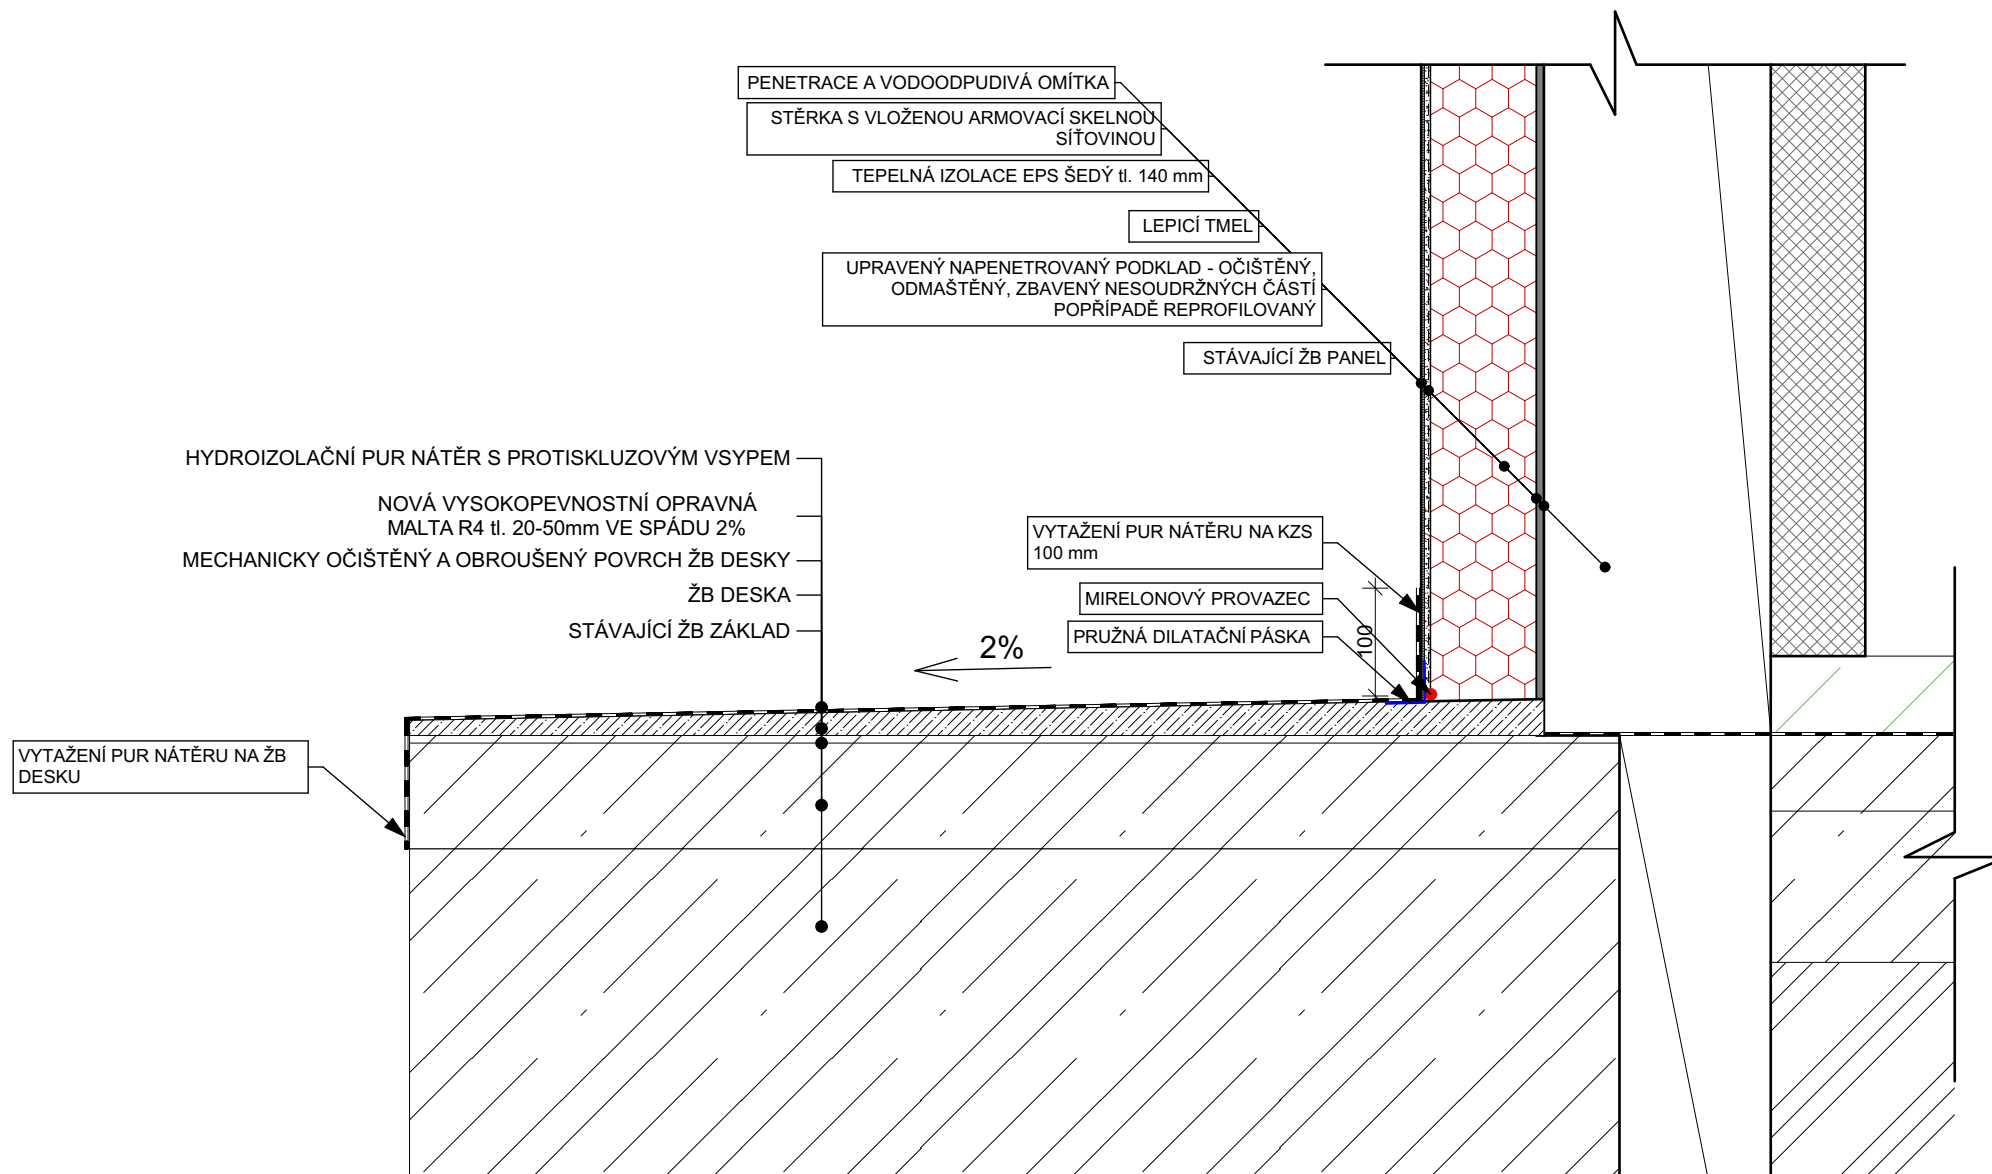 PENETRACE A VODOODPUDIVÁ OMÍTKA
STĚRKA S VLOŽENOU ARMOVACÍ SKELNOU
SÍŤOVINOU
TEPELNÁ IZOLACE EPS ŠEDÝ tl. 140 mm
LEPICÍ TMEL
UPRAVENÝ NAPENETROVANÝ PODKLAD - OČIŠTĚNÝ,
ODMAŠTĚNÝ, ZBAVENÝ NESOUDRŽNÝCH ČÁSTÍ
POPŘÍPADĚ REPROFILOVANÝ
STÁVAJÍCÍ ŽB PANEL
HYDROIZOLAČNÍ PUR NÁTĚR S PROTISKLUZOVÝM VSYPEM
NOVÁ VYSOKOPEVNOSTNÍ OPRAVNÁ
MALTA R4 tl. 20-50mm VE SPÁDU 2%
MECHANICKY OČIŠTĚNÝ A OBROUŠENÝ POVRCH ŽB DESKY
ŽB DESKA
STÁVAJÍCÍ ŽB ZÁKLAD
VYTAŽENÍ PUR NÁTĚRU NA KZS
100 mm
MIRELONOVÝ PROVAZEC
PRUŽNÁ DILATAČNÍ PÁSKA
100
2%
VYTAŽENÍ PUR NÁTĚRU NA ŽB
DESKU